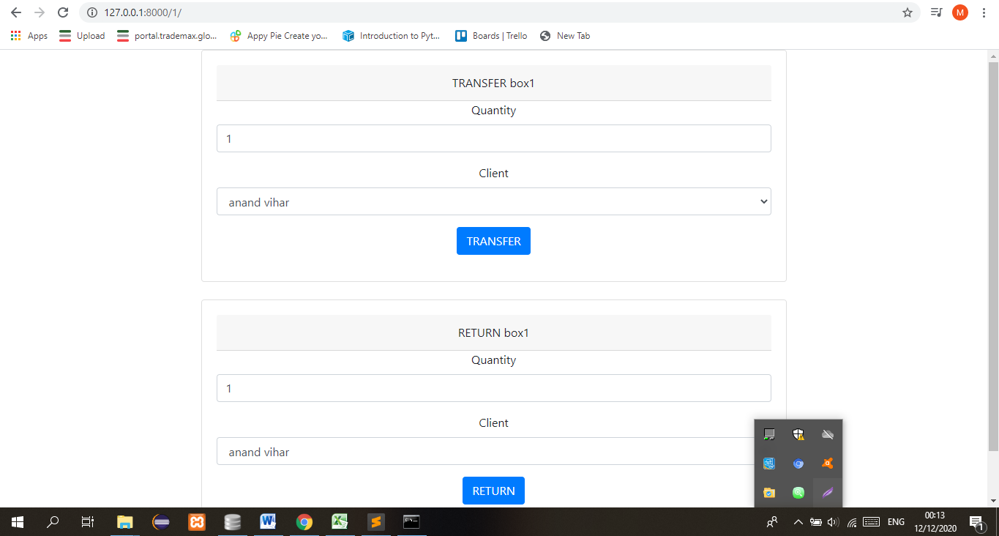 127.0.0.1:8000/1/
M
Apps
Upload
portal.trademax.glo...
Appy Pie Create yo...
Introduction to Pyt...
Boards | Trello
New Tab
TRANSFER box1
Quantity
1
Client
anand vihar
TRANSFER
RETURN box1
Quantity
1
Client
anand vihar
RETURN
ENG
00:13
12/12/2020
1